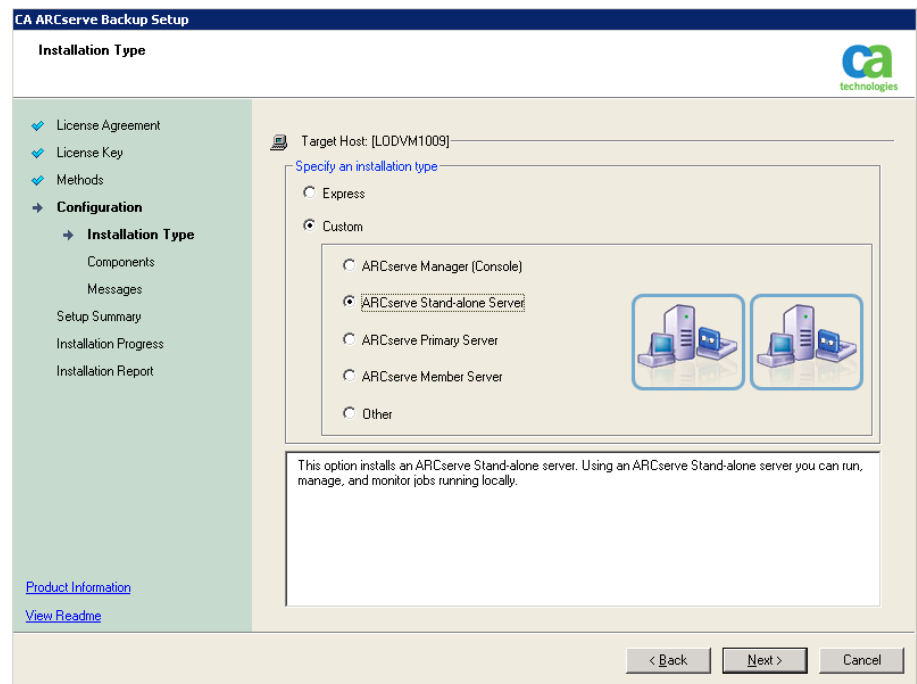 CA ARCserve Backup Setup
Installation Type
ca
technologies
License Agreement
License Key
Methods
Configuration
Installation Type
Components
Messages
Setup Summary
Installation Progress
Installation Report
Product Information
View Readme
Target Host: [LODVM1009]
Specify an installation type
Express
Custom
ARCserve Manager (Console)
ARCserve Stand-alone Server
ARCserve Primary Server
ARCserve Member Server
Other
This option installs an ARCserve Stand-alone server. Using an ARCserve Stand-alone server you can run,
manage, and monitor jobs running locally.
< Back
Next >
Cancel